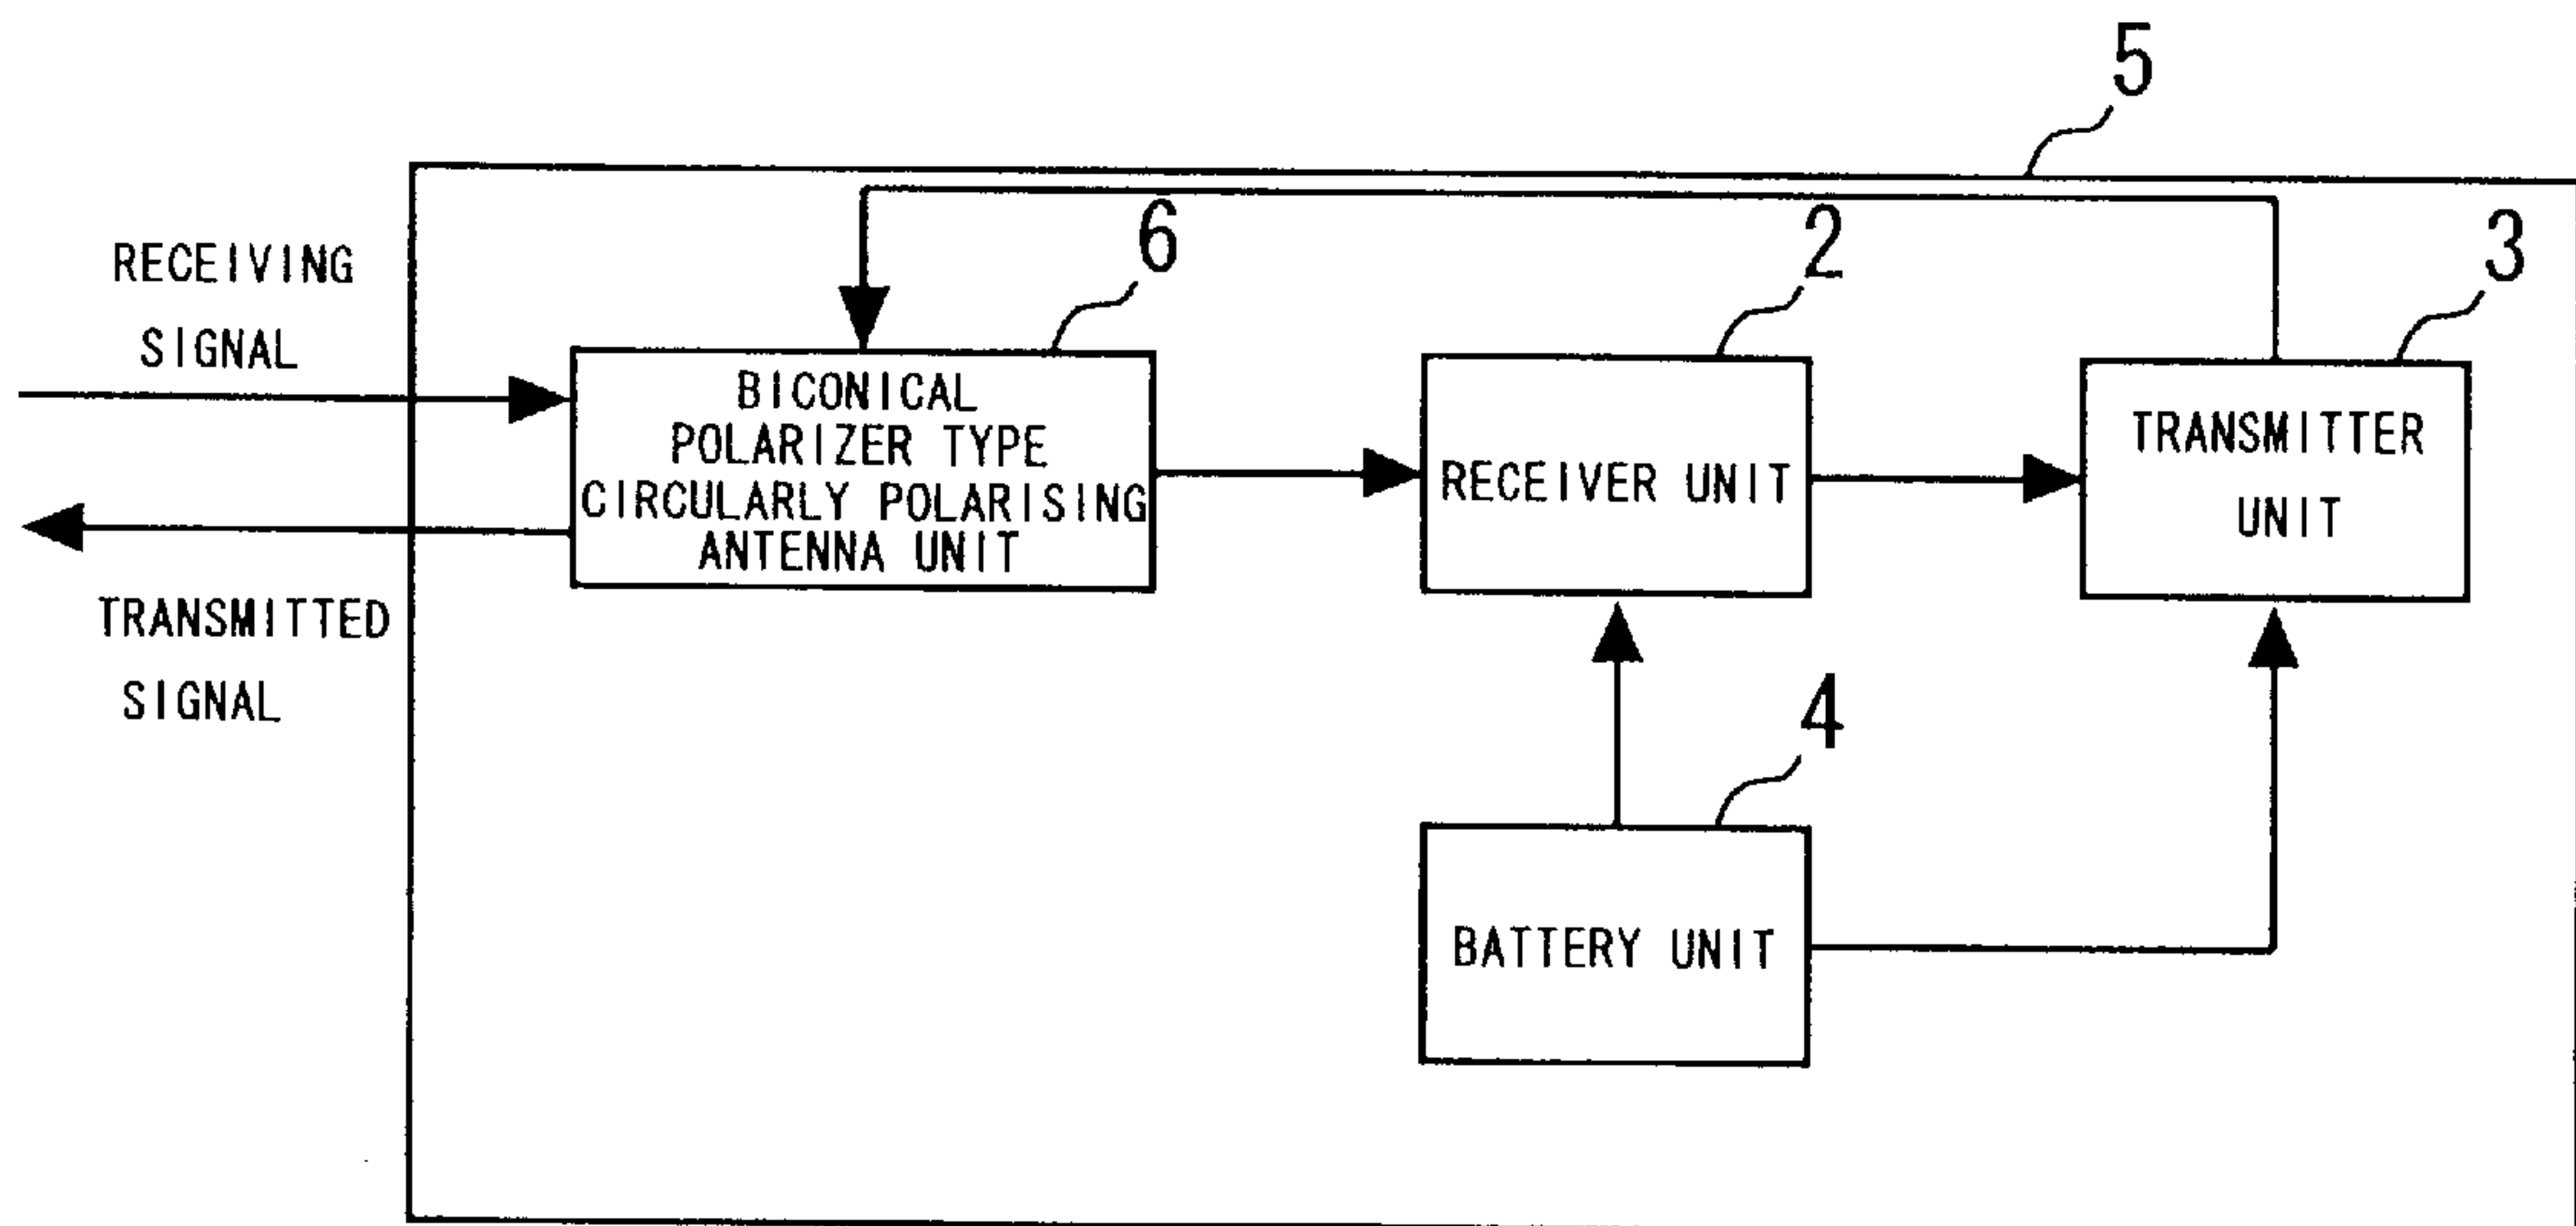 5
RECEIVING
SIGNAL
6
2
3
BICONICAL
POLARIZER TYPE
CIRCULARLY POLARISING
ANTENNA UNIT
RECEIVER UNIT
TRANSMITTER
UNIT
TRANSMITTED
SIGNAL
4
BATTERY UNIT